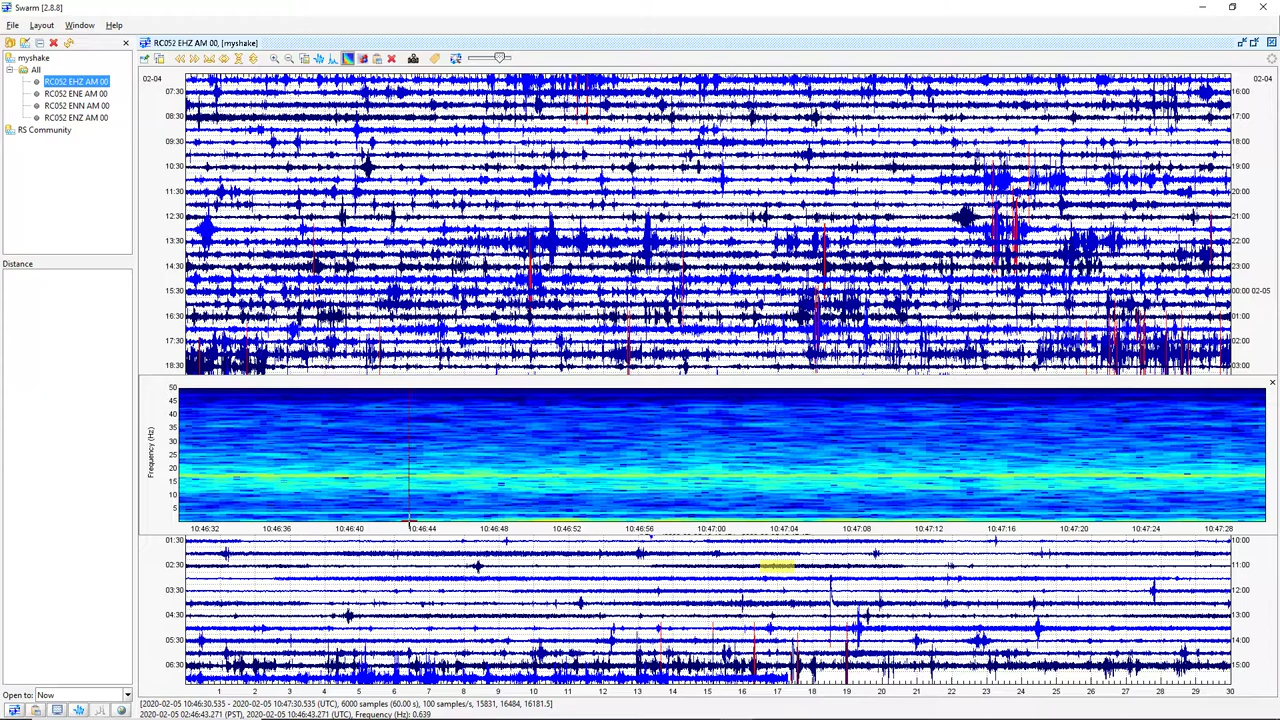 Swarm [2.8.8]
File Layout Window Help
RC052 EHZ AM 00, [myshake]
myshake
All
RC052 EHZ AM 00
RC052 ENE AM 00
RC052 ENN AM 00
RC052 ENZ AM 00
RS Community
Distance
Open to: Now
02-04 02-04
07:30 16:00
08:30 17:00
09:30 18:00
10:30 19:00
11:30 20:00
12:30 21:00
13:30 22:00
14:30 23:00
15:30 00:00 02-05
16:30 01:00
17:30 02:00
18:30 03:00
Frequency (Hz)
50
45
40
35
30
25
20
15
10
5
10:46:32 10:46:36 10:46:40 10:46:44 10:46:48 10:46:52 10:46:56 10:47:00 10:47:04 10:47:08 10:47:12 10:47:16 10:47:20 10:47:24 10:47:28
01:30 10:00
02:30 11:00
03:30 12:00
04:30 13:00
05:30 14:00
06:30 15:00
1 2 3 4 5 6 7 8 9 10 11 12 13 14 15 16 17 18 19 20 21 22 23 24 25 26 27 28 29 30
[2020-02-05 10:46:30.535 - 2020-02-05 10:47:30.535 (UTC), 6000 samples (60.00 s), 100 samples/s, 15831, 16484, 16181.5]
2020-02-05 02:46:43.271 (PST), 2020-02-05 10:46:43.271 (UTC), Frequency (Hz): 0.639